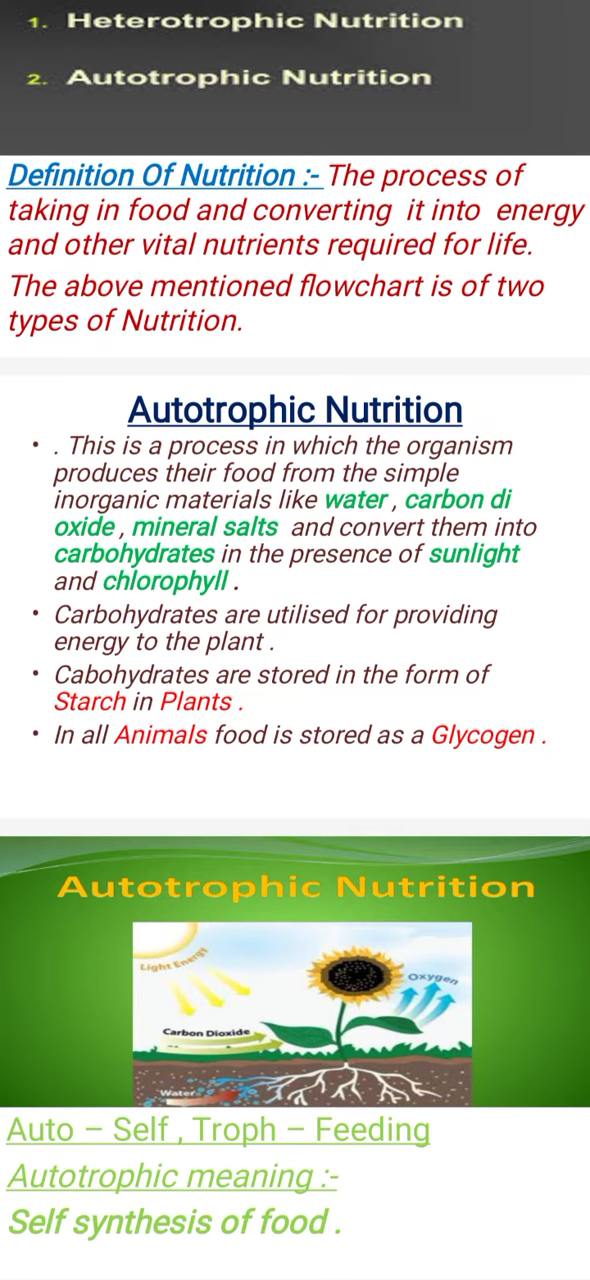 1. Heterotrophic Nutrition
2. Autotrophic Nutrition
Definition Of Nutrition :- The process of
taking in food and converting it into energy
and other vital nutrients required for life.
The above mentioned flowchart is of two
types of Nutrition.
Autotrophic Nutrition
• . This is a process in which the organism
produces their food from the simple
inorganic materials like water , carbon di
oxide , mineral salts and convert them into
carbohydrates in the presence of sunlight
and chlorophyll .
• Carbohydrates are utilised for providing
energy to the plant .
• Cabohydrates are stored in the form of
Starch in Plants .
• In all Animals food is stored as a Glycogen .
Autotrophic Nutrition
Light Energy
Oxygen
Carbon Dioxide
Water
Auto – Self , Troph – Feeding
Autotrophic meaning :-
Self synthesis of food .